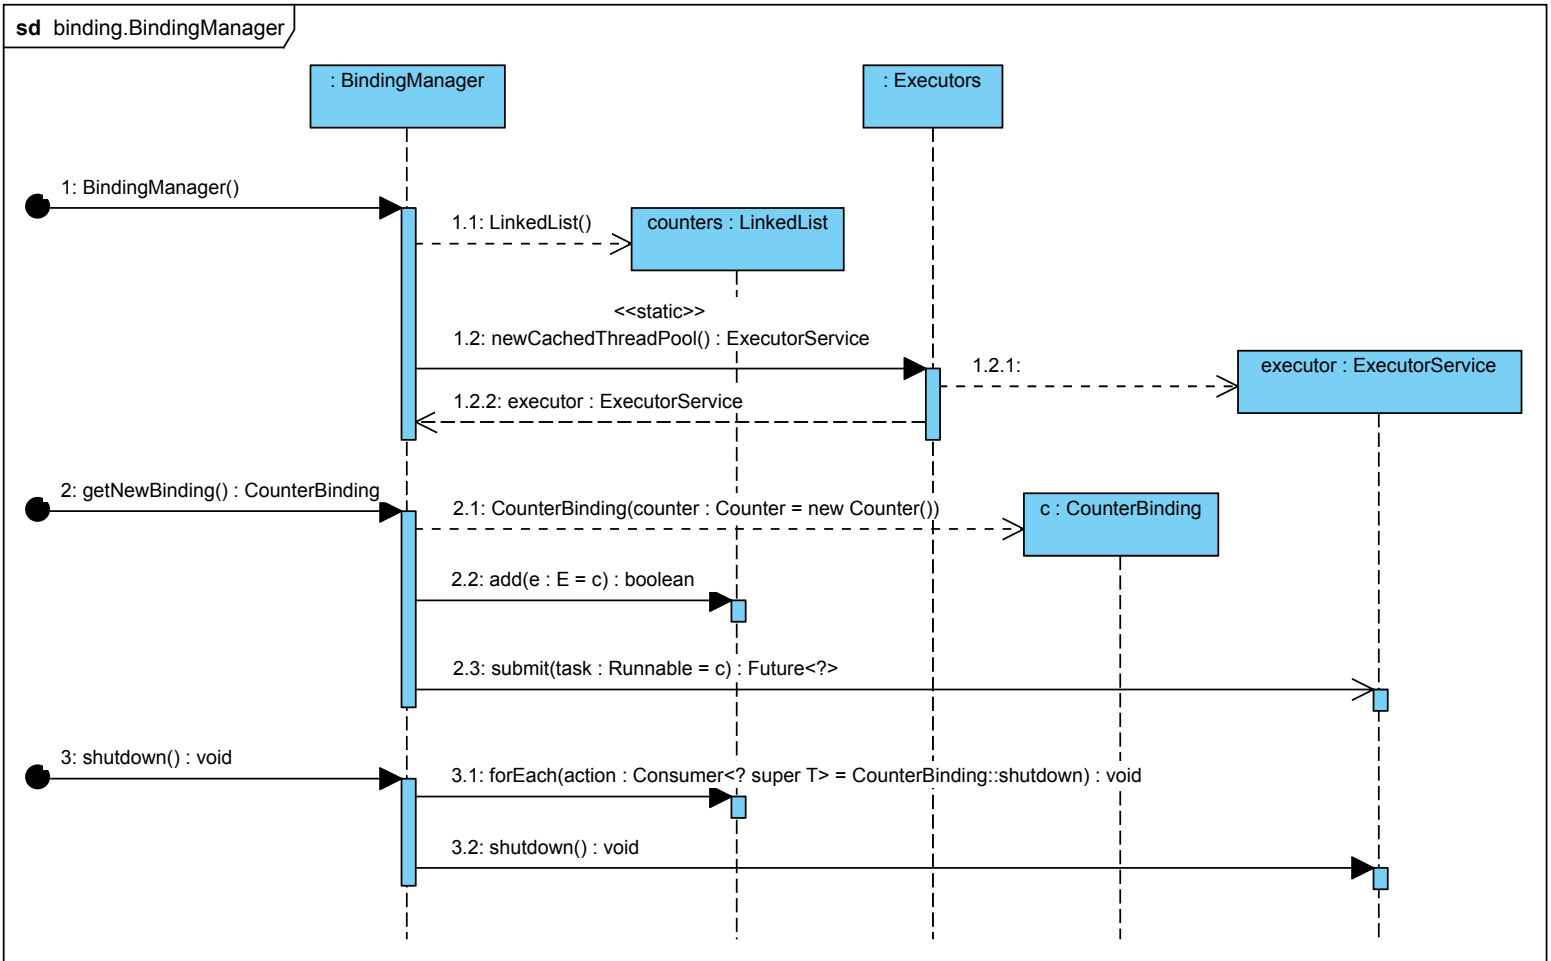 sd binding.BindingManager
: BindingManager
: Executors
1: BindingManager()
1.1: LinkedList()
counters : LinkedList
<<static>>
1.2: newCachedThreadPool() : ExecutorService
1.2.1:
executor : ExecutorService
1.2.2: executor : ExecutorService
2: getNewBinding() : CounterBinding
2.1: CounterBinding(counter : Counter = new Counter())
c : CounterBinding
2.2: add(e : E = c) : boolean
2.3: submit(task : Runnable = c) : Future<?>
3: shutdown() : void
3.1: forEach(action : Consumer<? super T> = CounterBinding::shutdown) : void
3.2: shutdown() : void